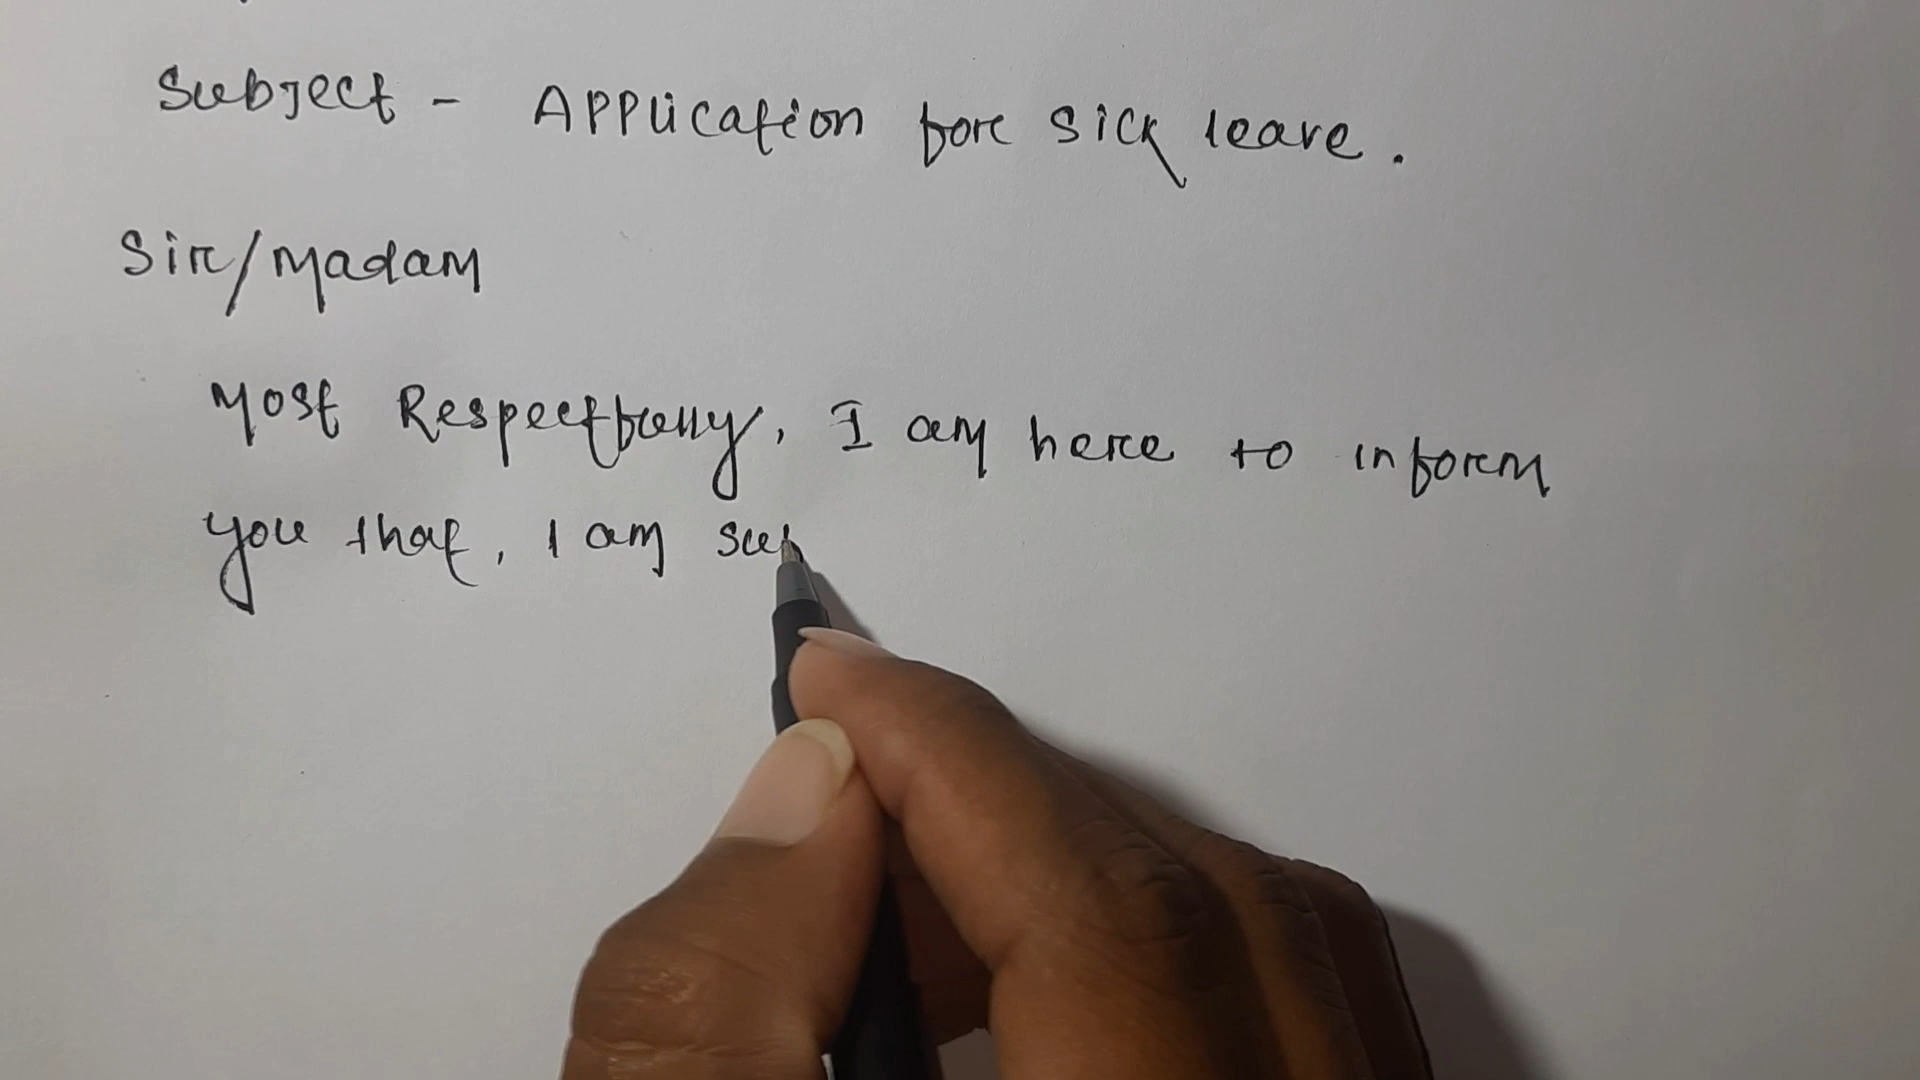 Subject - Application for sick leave.
Sir/Madam
Most Respectfully, I am here to inform
you that, I am